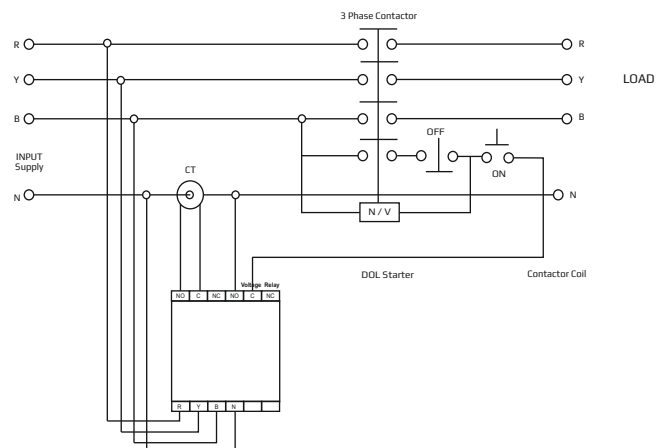 3 Phase Contactor
R
R
Y
Y
LOAD
B
B
OFF
ON
INPUT
Supply
CT
N
N
N / V
DOL Starter
Contactor Coil
Voltage Relay
NO C NC NO C NC
R Y B N